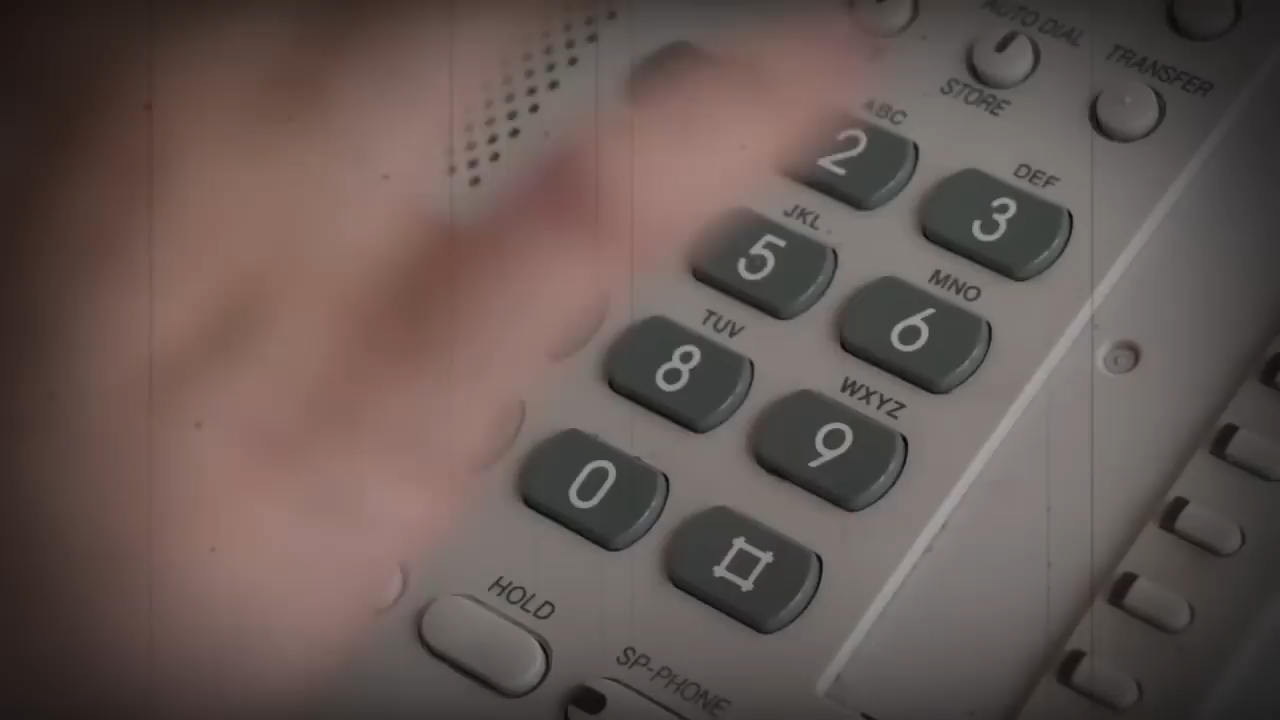 AUTO DIAL
TRANSFER
STORE
ABC
2
DEF
3
JKL
5
MNO
6
TUV
8
WXYZ
9
0
#
HOLD
SP-PHONE